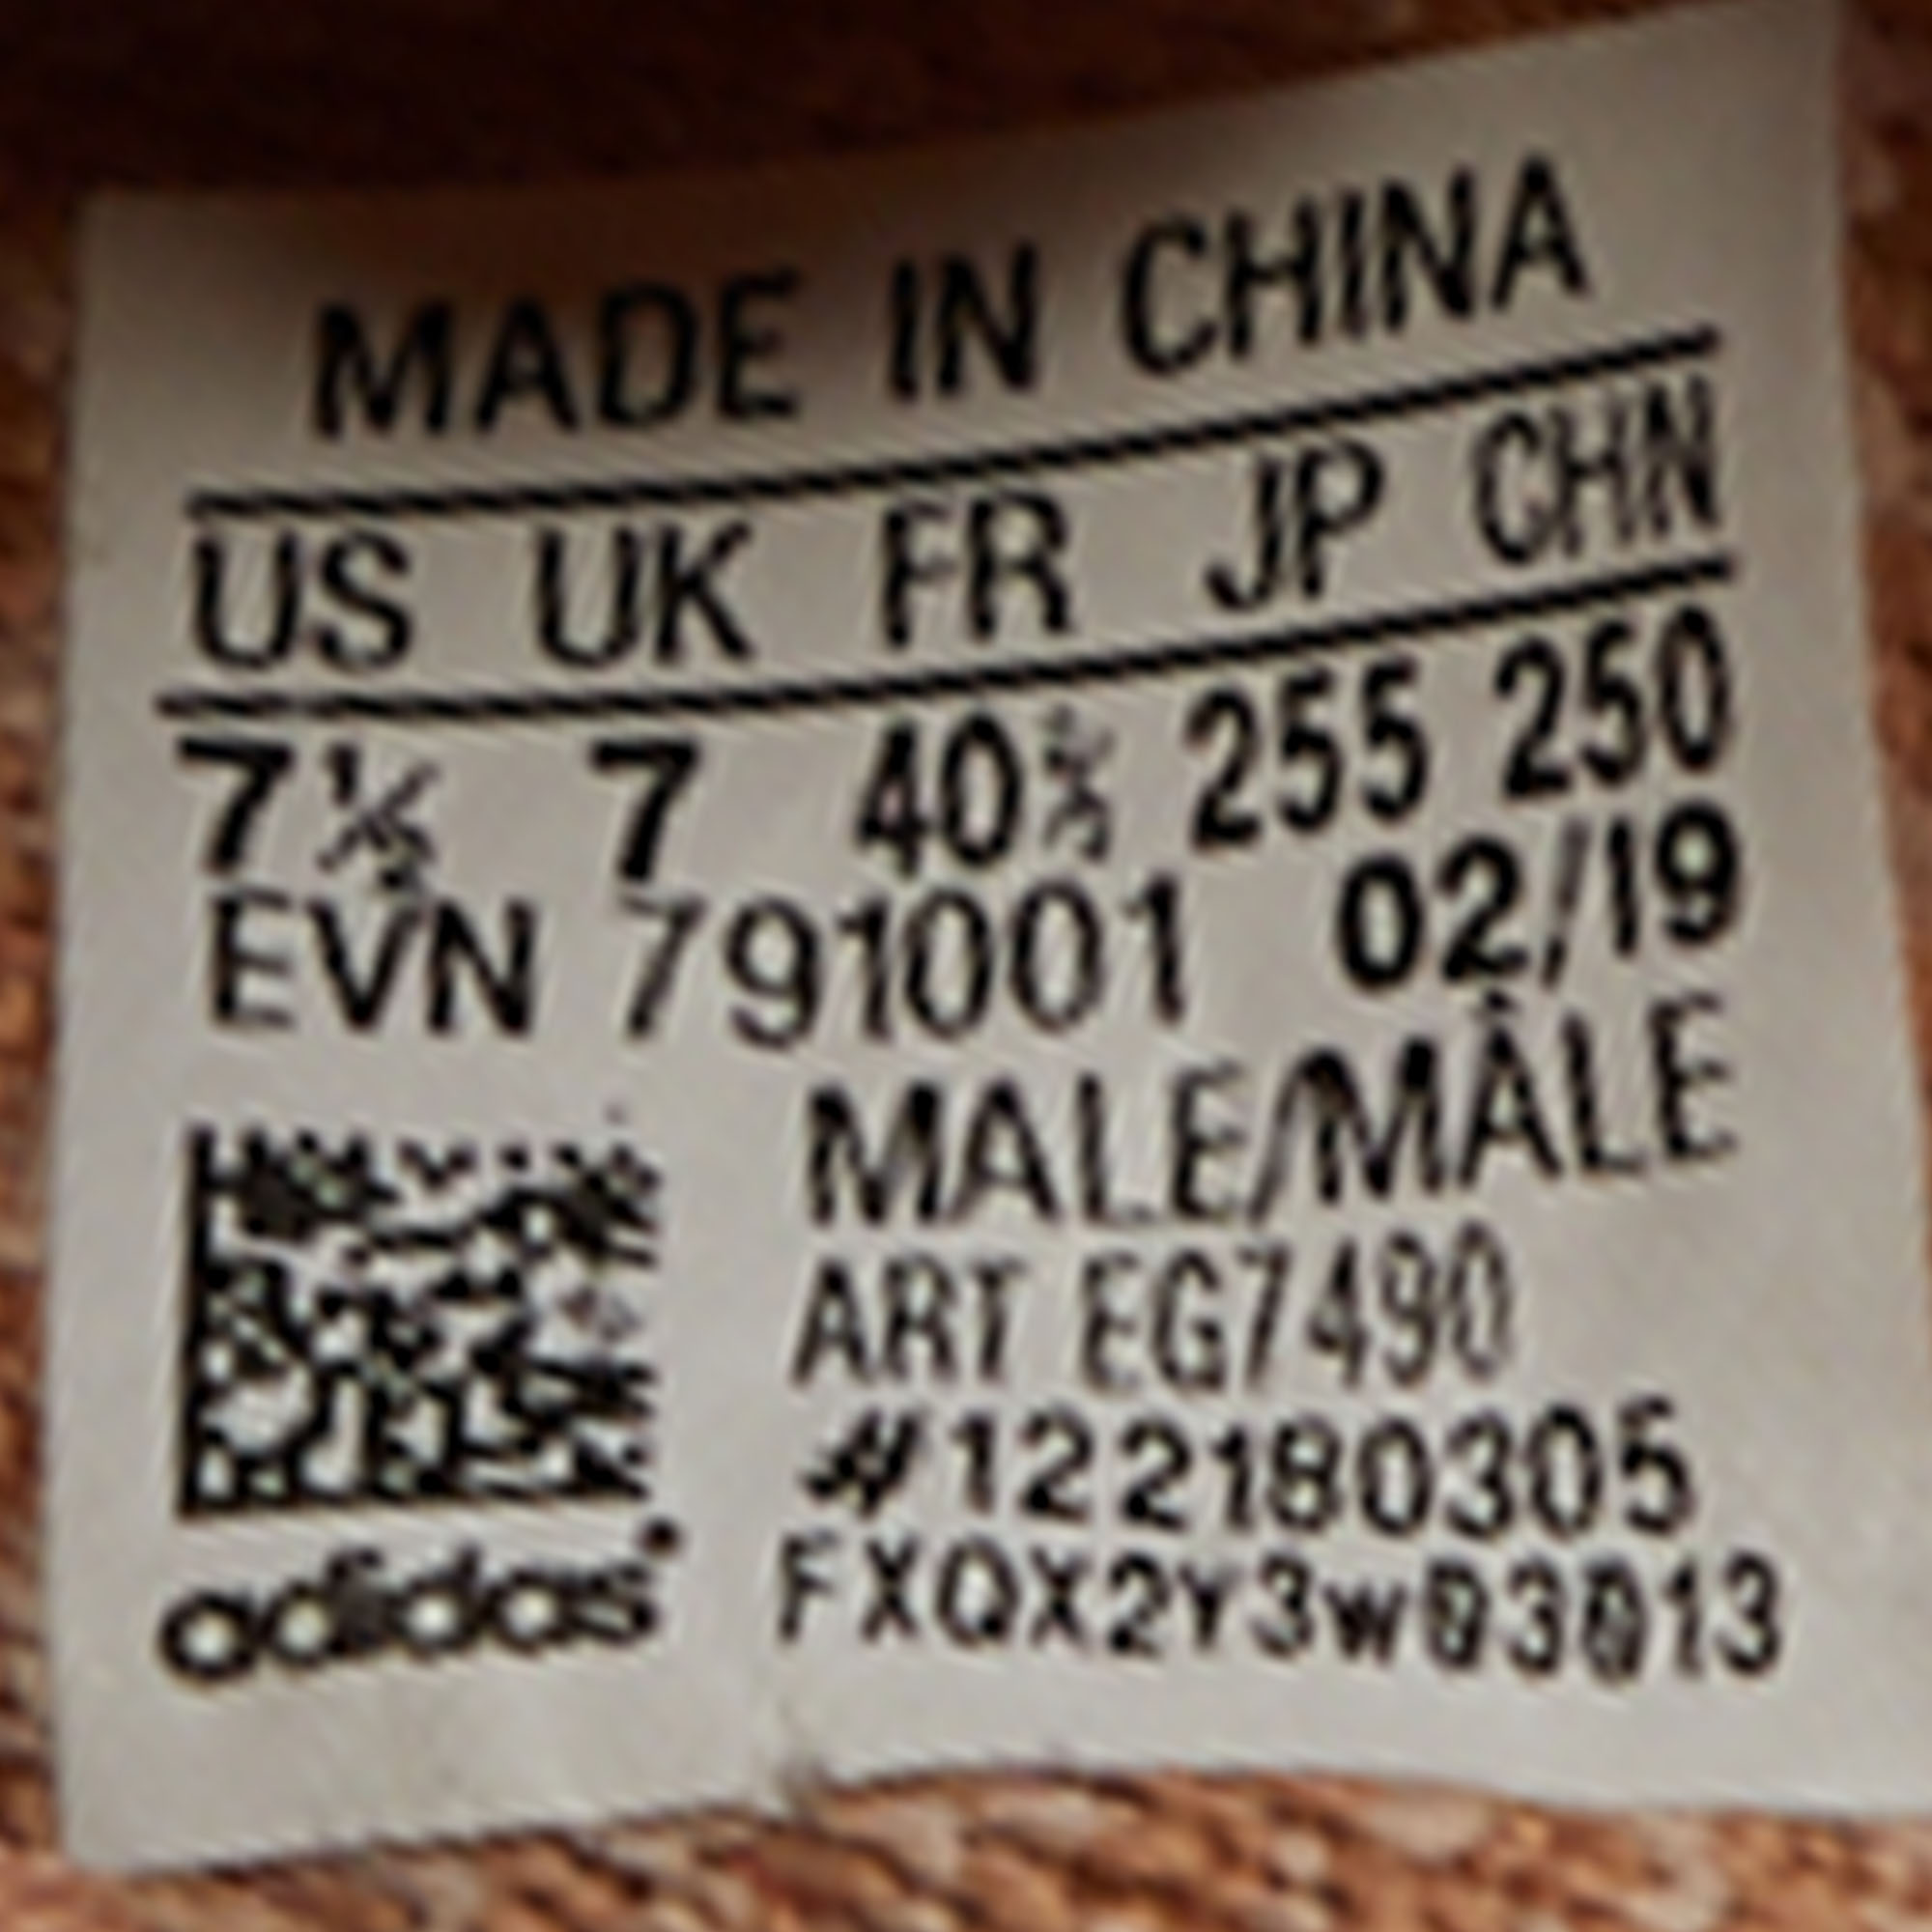 MADE IN CHINA
US UK FR JP CHN
7½ 7 40⅔ 255 250
EVN 791001 02/19
MALE/MÂLE
ART EG7490
#122180305
FXQX2Y3w03013
adidas